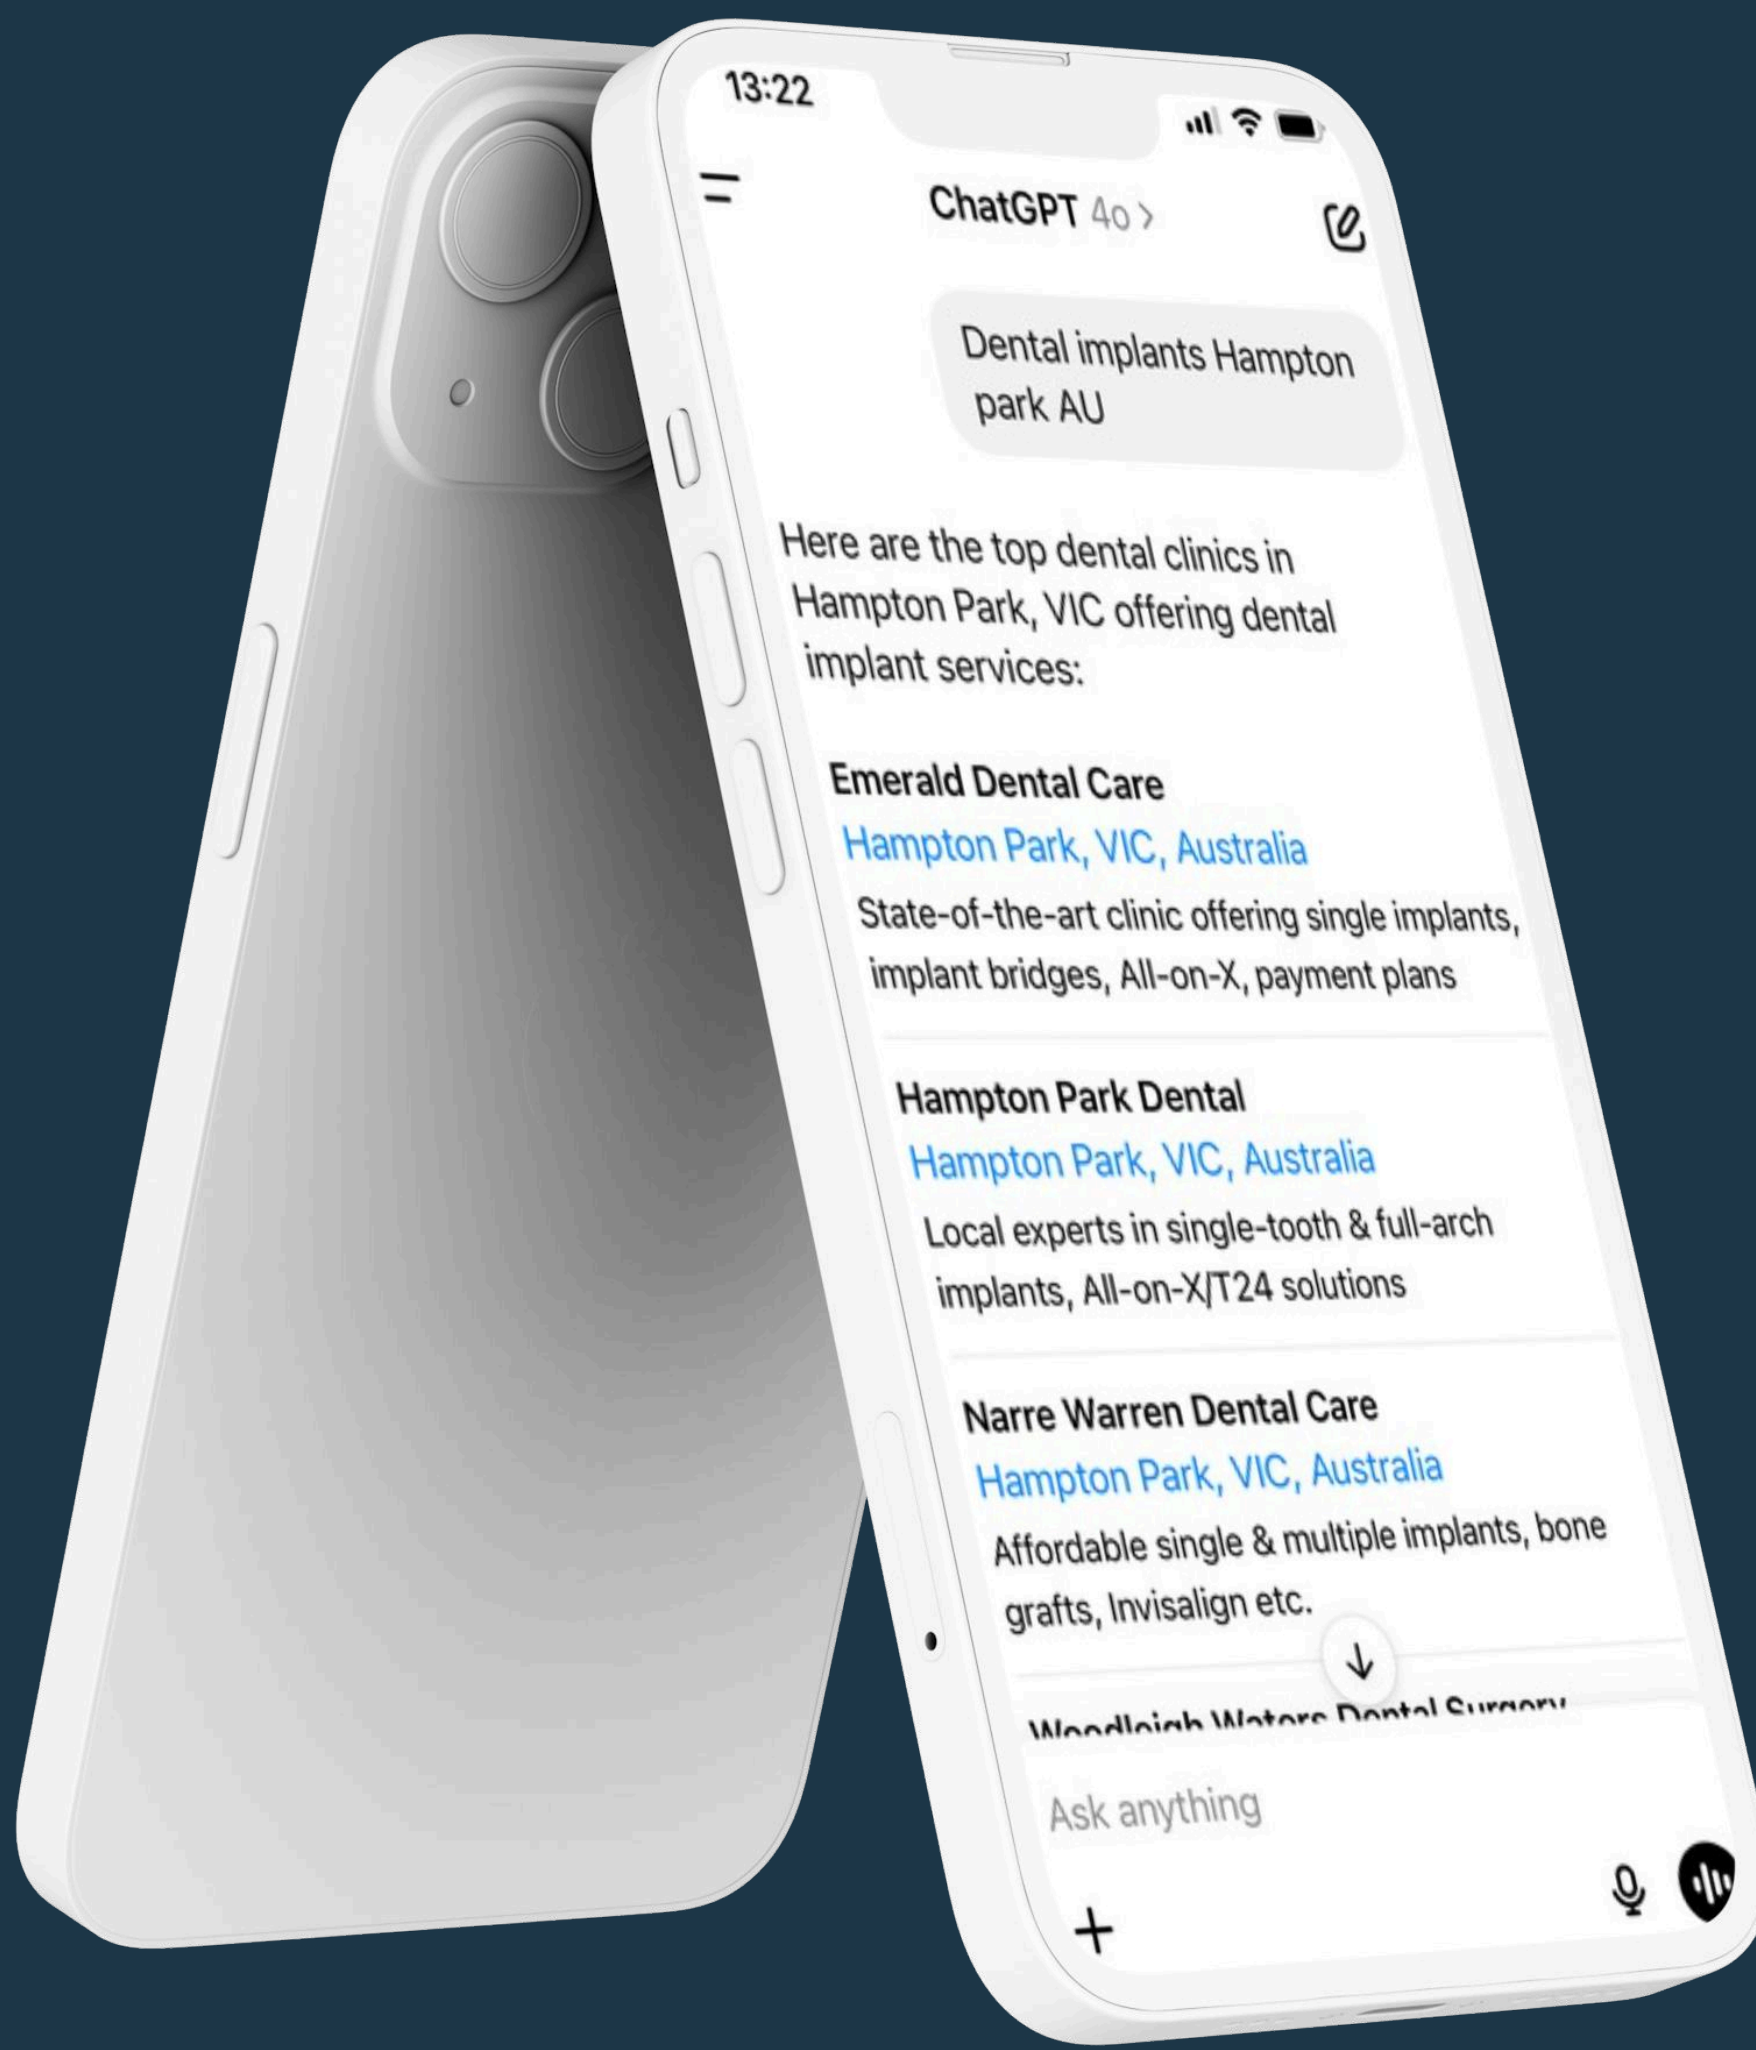 13:22
ChatGPT 4o >
Dental implants Hampton
park AU
Here are the top dental clinics in
Hampton Park, VIC offering dental
implant services:
Emerald Dental Care
Hampton Park, VIC, Australia
State-of-the-art clinic offering single implants,
implant bridges, All-on-X, payment plans
Hampton Park Dental
Hampton Park, VIC, Australia
Local experts in single-tooth & full-arch
implants, All-on-X/T24 solutions
Narre Warren Dental Care
Hampton Park, VIC, Australia
Affordable single & multiple implants, bone
grafts, Invisalign etc.
Woodleigh Waters Dental Surgery
Ask anything